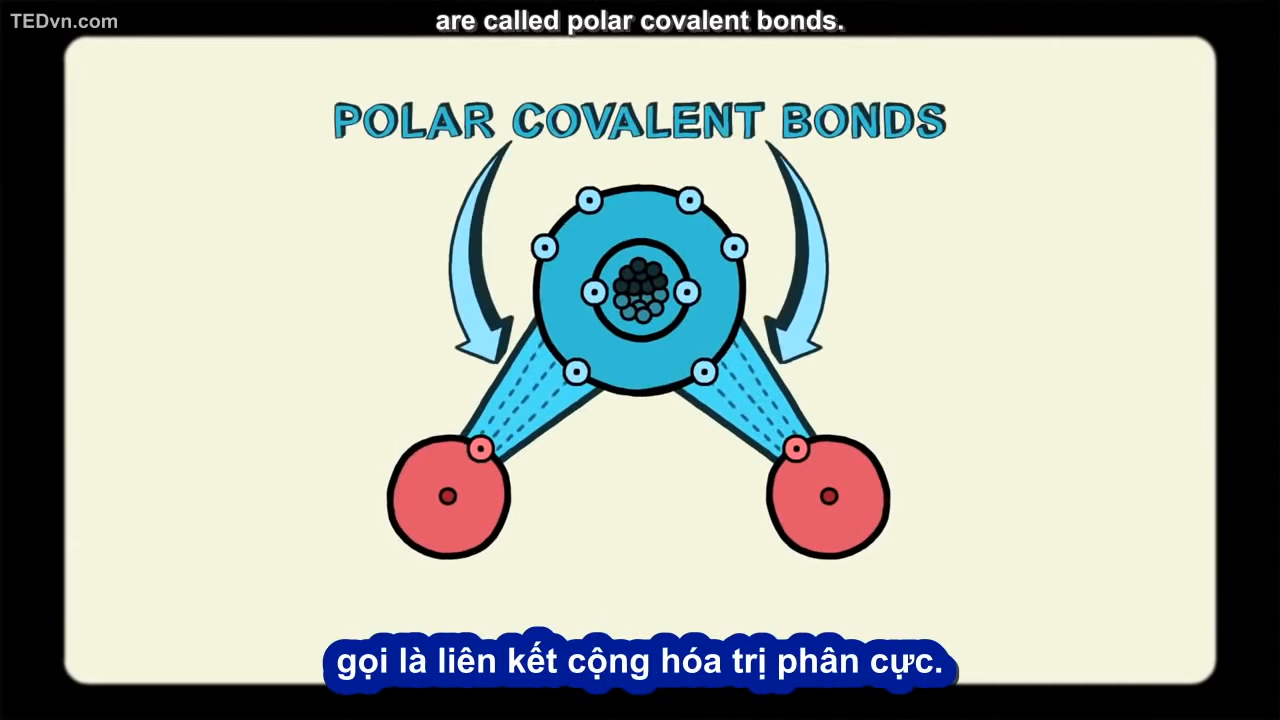 TEDvn.com
are called polar covalent bonds.
POLAR COVALENT BONDS
gọi là liên kết cộng hóa trị phân cực.